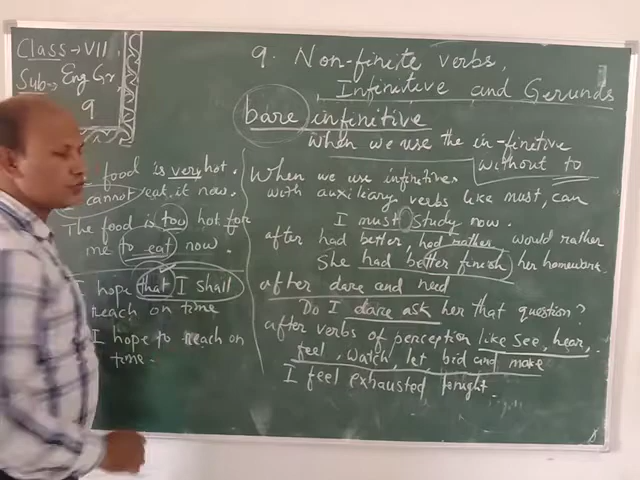 Class → VII
Sub → Eng Gr
9
9. Non-finite verbs,
Infinitive and Gerunds
bare infinitive
When we use the in-finitive
without to
food is very hot.
cannot eat it now.
The food is too hot for
me to eat now.
I hope that I shall
reach on time
I hope to reach on
time.
When we use infinitive
with auxiliary verbs like must, can
I must study now.
after had better, had rather would rather
She had better finish her homework.
after dare and need
Do I dare ask her that question?
after verbs of perception like see, hear,
feel, watch, let bid and make
I feel exhausted tonight.